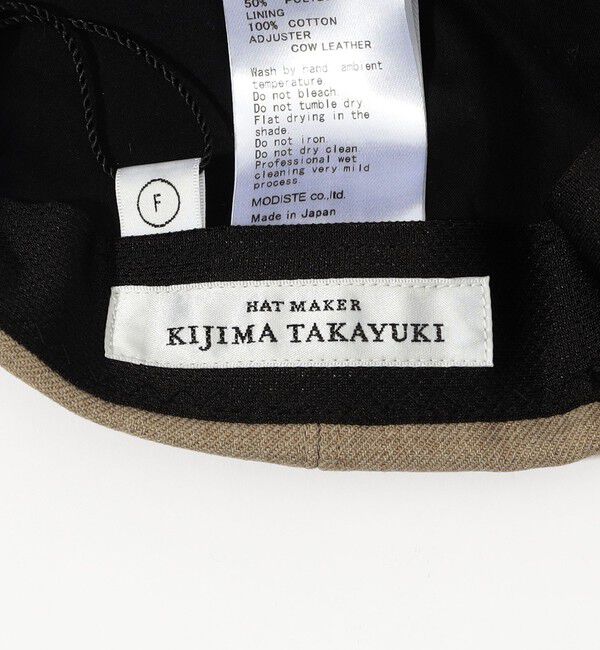 50% POLYE
LINING
100% COTTON
ADJUSTER
COW LEATHER
Wash by hand ambient
temperature.
Do not bleach.
Do not tumble dry
Flat drying in the
shade.
Do not iron
Do not dry clean
Professional wet
cleaning very mild
process
MODISTE co.,ltd.
Made in Japan
F
HAT MAKER
KIJIMA TAKAYUKI